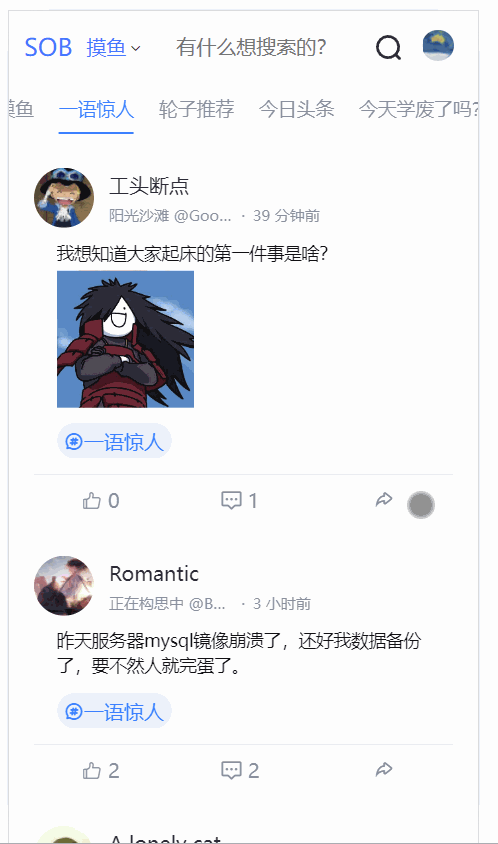 SOB 摸鱼 有什么想搜索的？
摸鱼 一语惊人 轮子推荐 今日头条 今天学废了吗？
工头断点
阳光沙滩 @Goo... · 39 分钟前
我想知道大家起床的第一件事是啥？
#一语惊人
0 1
Romantic
正在构思中 @B... · 3 小时前
昨天服务器mysql镜像崩溃了，还好我数据备份
了，要不然人就完蛋了。
#一语惊人
2 2
A lonely cat